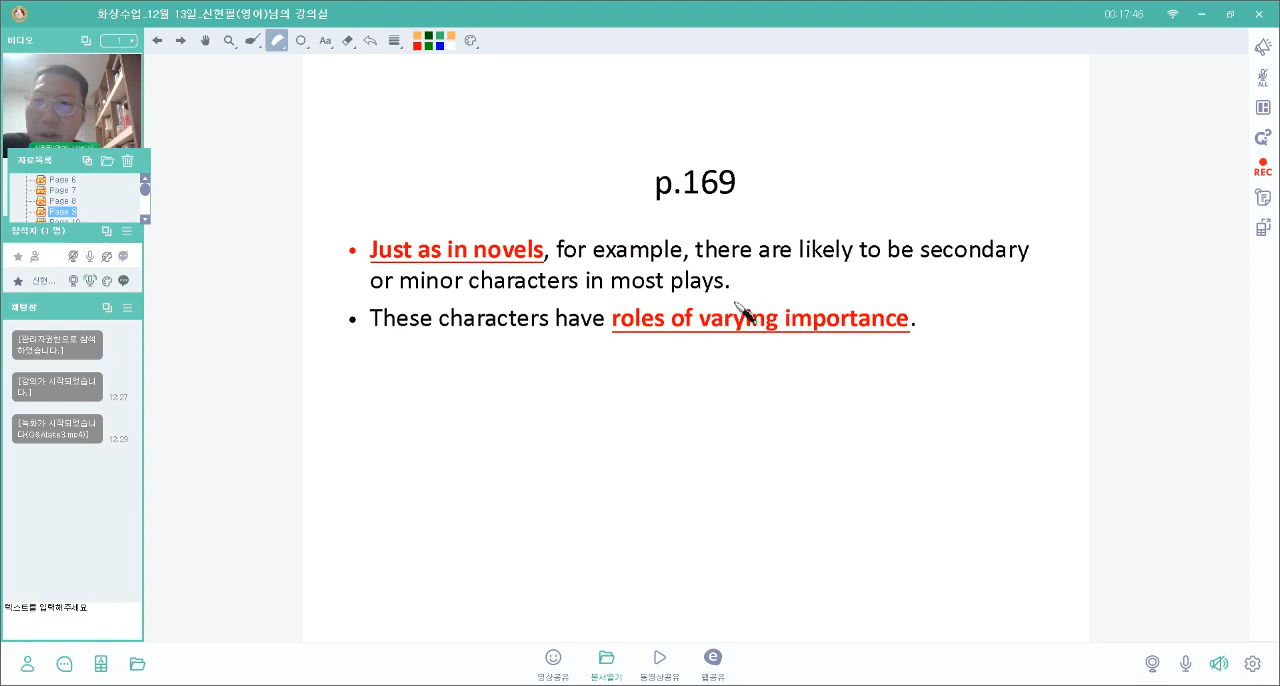 화상수업_12월 13일_신현필(영어)님의 강의실
00:17:46
비디오
1
Aa
ALL
REC
자료목록
Page 6
Page 7
Page 8
Page 9
참석자 (1 명)
신현...
채팅창
[관리자권한으로 참석
하였습니다.]
[강의가 시작되었습니
다.]
12:27
[녹화가 시작되었습니
다(Q&Atake3.mp4)]
12:29
텍스트를 입력해주세요
p.169
• Just as in novels, for example, there are likely to be secondary
or minor characters in most plays.
• These characters have roles of varying importance.
영상공유
문서열기
동영상공유
웹공유